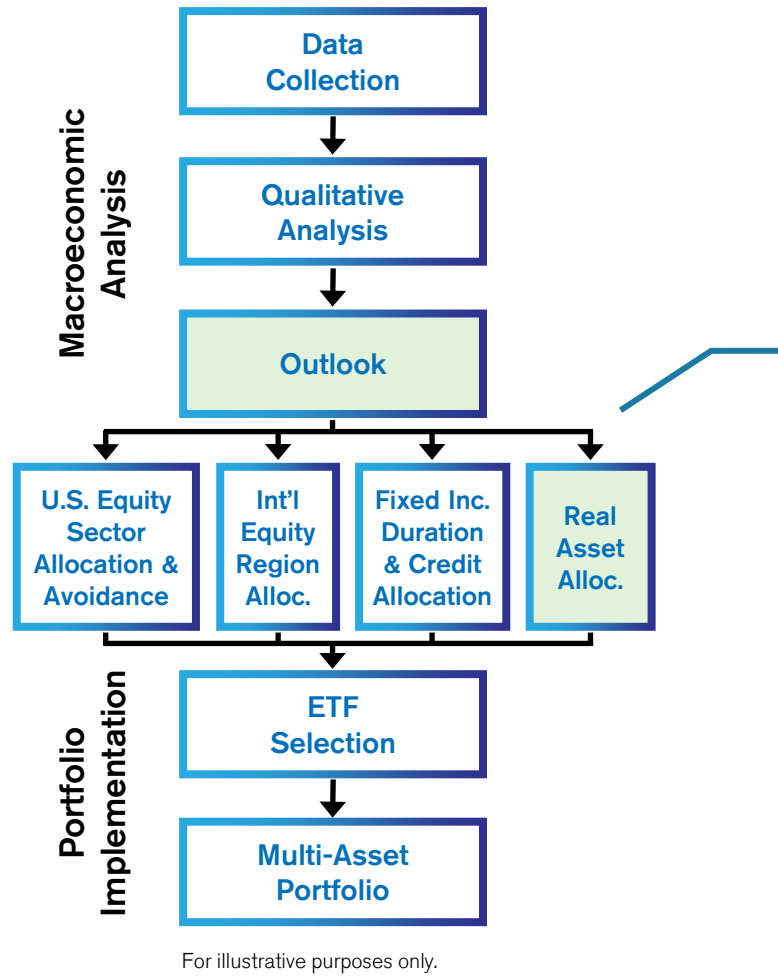 Macroeconomic
Analysis
Data
Collection
Qualitative
Analysis
Outlook
U.S. Equity
Sector
Allocation &
Avoidance
Int'l
Equity
Region
Alloc.
Fixed Inc.
Duration
& Credit
Allocation
Real
Asset
Alloc.
Portfolio
Implementation
ETF
Selection
Multi-Asset
Portfolio
For illustrative purposes only.